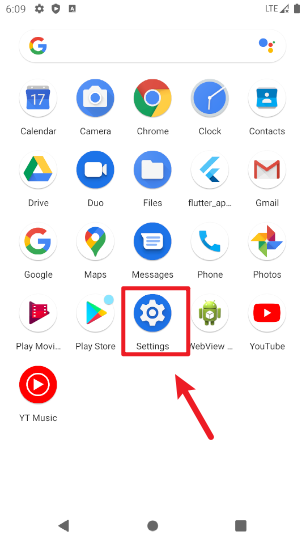 6:09 LTE
Calendar Camera Chrome Clock Contacts
Drive Duo Files flutter_ap... Gmail
Google Maps Messages Phone Photos
Play Movi... Play Store Settings WebView ... YouTube
YT Music
17